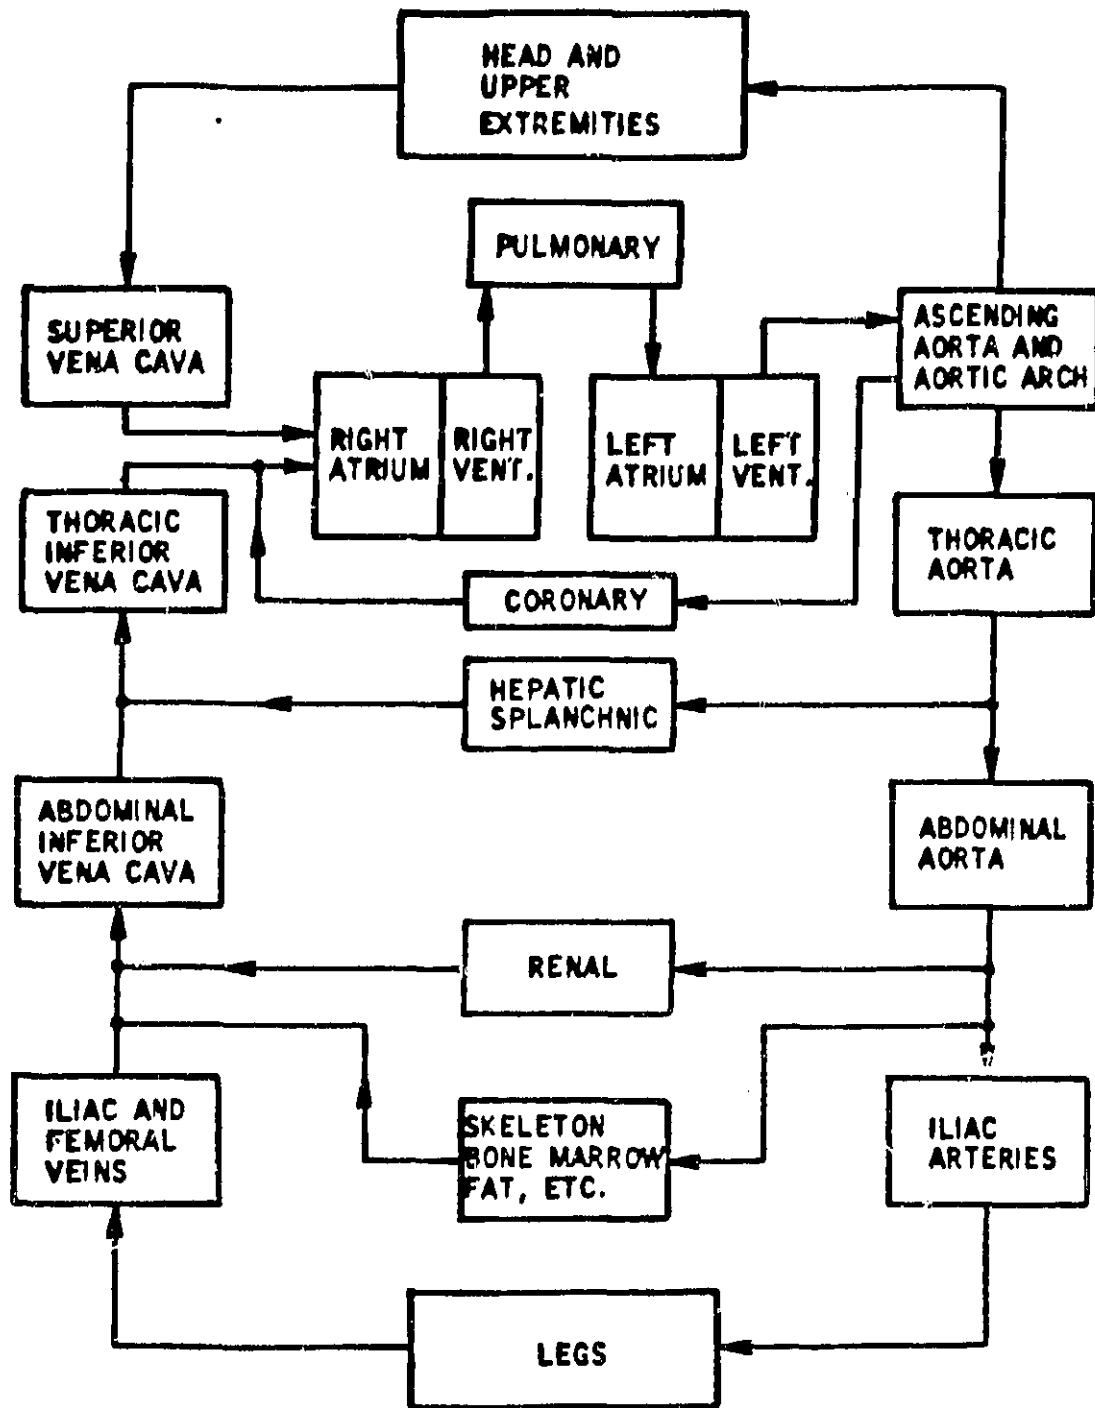 HEAD AND
UPPER
EXTREMITIES
PULMONARY
SUPERIOR
VENA CAVA
ASCENDING
AORTA AND
AORTIC ARCH
RIGHT
ATRIUM
RIGHT
VENT.
LEFT
ATRIUM
LEFT
VENT.
THORACIC
INFERIOR
VENA CAVA
THORACIC
AORTA
CORONARY
HEPATIC
SPLANCHNIC
ABDOMINAL
INFERIOR
VENA CAVA
ABDOMINAL
AORTA
RENAL
ILIAC AND
FEMORAL
VEINS
SKELETON
BONE MARROW
FAT, ETC.
ILIAC
ARTERIES
LEGS